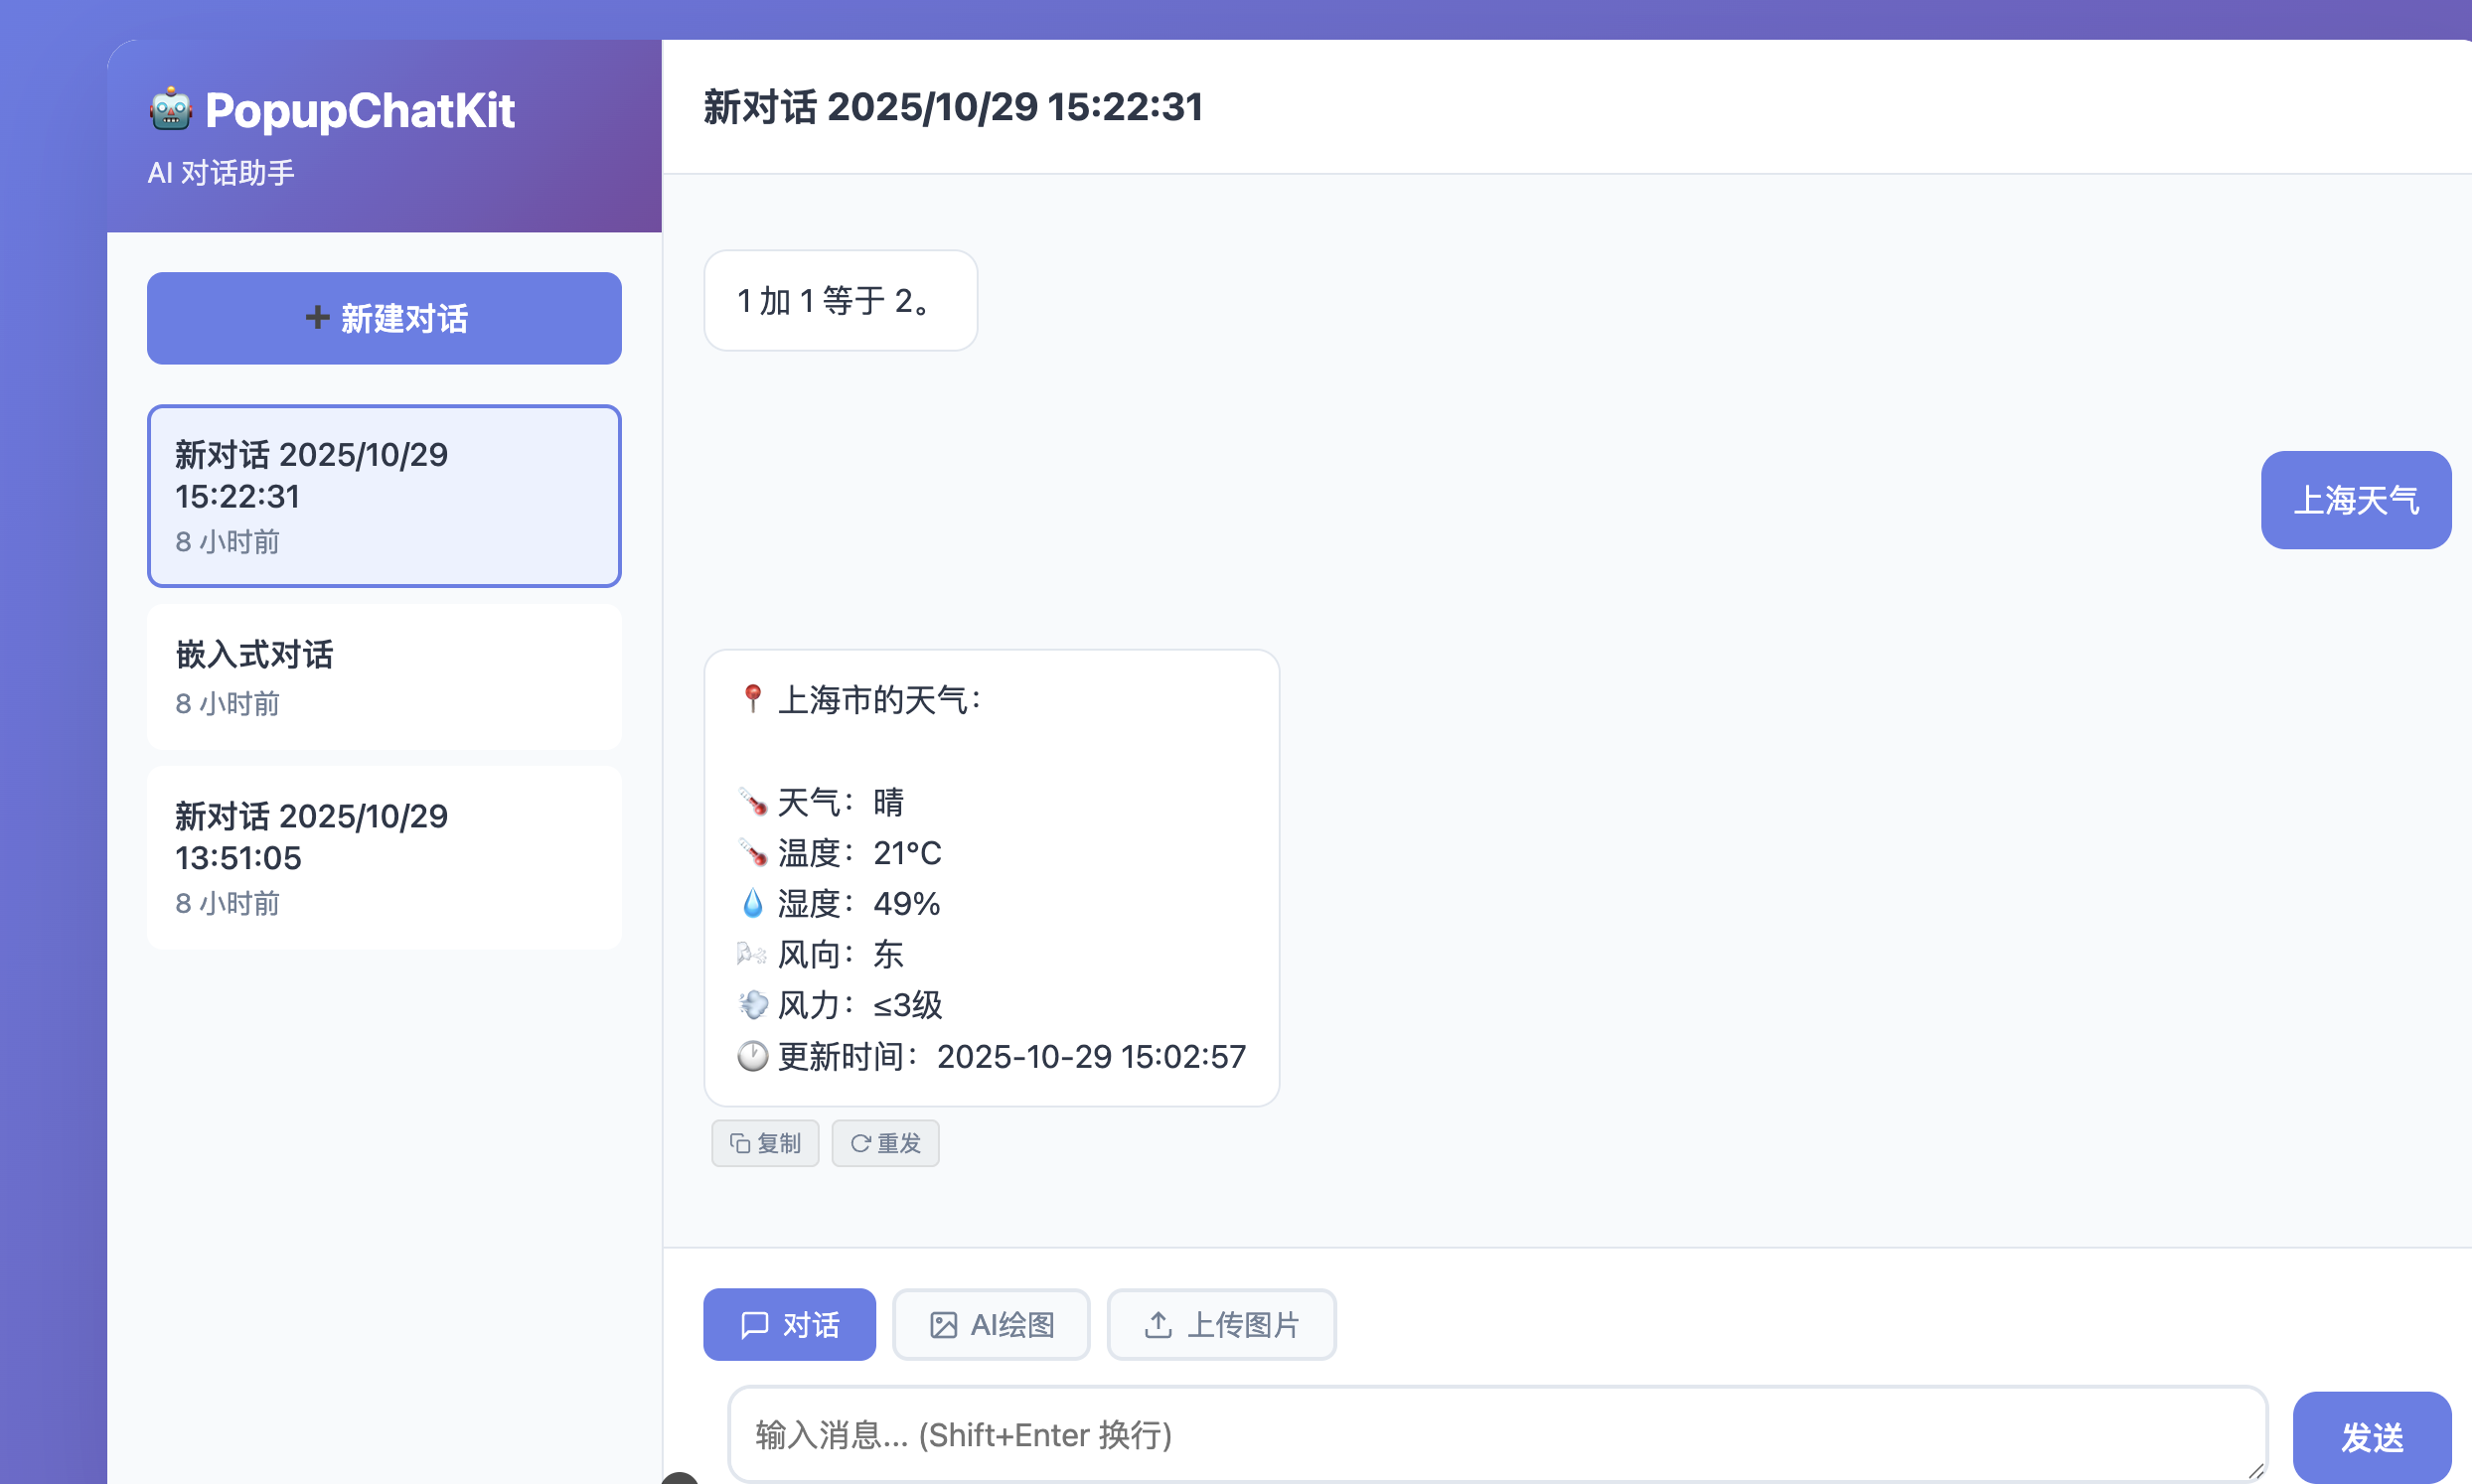 🤖 PopupChatKit
AI 对话助手
➕ 新建对话
新对话 2025/10/29
15:22:31
8 小时前
嵌入式对话
8 小时前
新对话 2025/10/29
13:51:05
8 小时前
新对话 2025/10/29 15:22:31
1 加 1 等于 2。
上海天气
📍 上海市的天气：
🌡️ 天气：晴
🌡️ 温度：21°C
💧 湿度：49%
🌬️ 风向：东
💨 风力：≤3级
🕐 更新时间：2025-10-29 15:02:57
复制
重发
对话
AI绘图
上传图片
输入消息... (Shift+Enter 换行)
发送